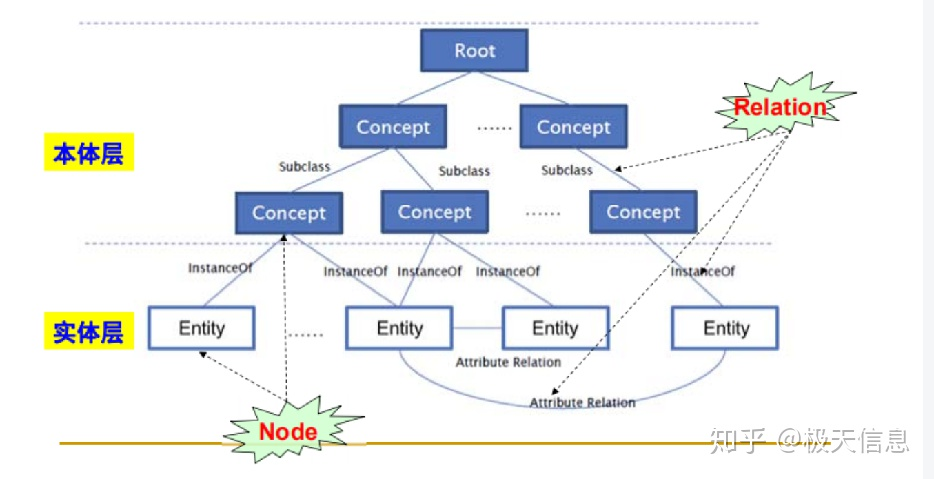 Root
Relation
Concept
......
Concept
本体层
Subclass
Subclass
Subclass
Concept
Concept
......
Concept
InstanceOf
InstanceOf
InstanceOf
InstanceOf
InstanceOf
实体层
Entity
......
Entity
Entity
Entity
Attribute Relation
Attribute Relation
Node
知乎 @极天信息